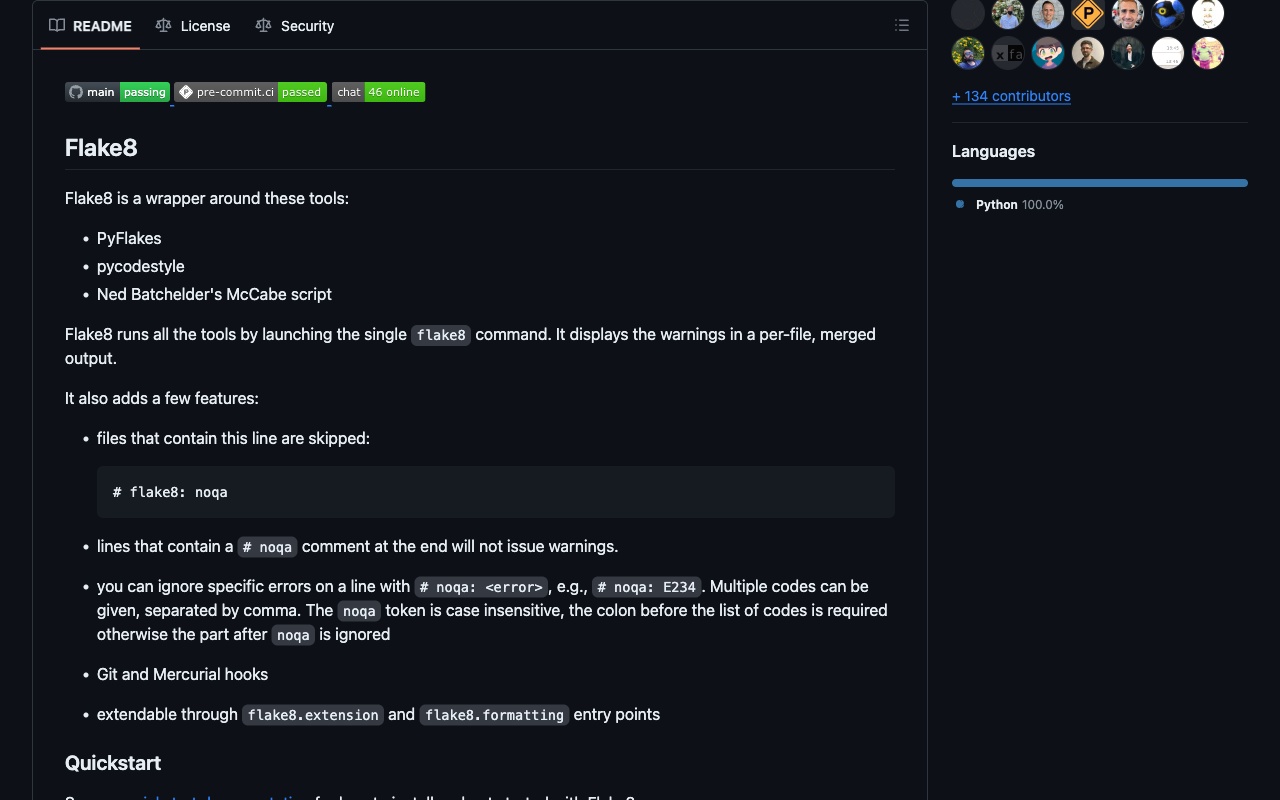 README
License
Security
main passing
pre-commit.ci passed
chat 46 online
Flake8
Flake8 is a wrapper around these tools:
• PyFlakes
• pycodestyle
• Ned Batchelder's McCabe script
Flake8 runs all the tools by launching the single flake8 command. It displays the warnings in a per-file, merged
output.
It also adds a few features:
• files that contain this line are skipped:
# flake8: noqa
• lines that contain a # noqa comment at the end will not issue warnings.
• you can ignore specific errors on a line with # noqa: <error>, e.g., # noqa: E234. Multiple codes can be
given, separated by comma. The noqa token is case insensitive, the colon before the list of codes is required
otherwise the part after noqa is ignored
• Git and Mercurial hooks
• extendable through flake8.extension and flake8.formatting entry points
Quickstart
+ 134 contributors
Languages
Python 100.0%